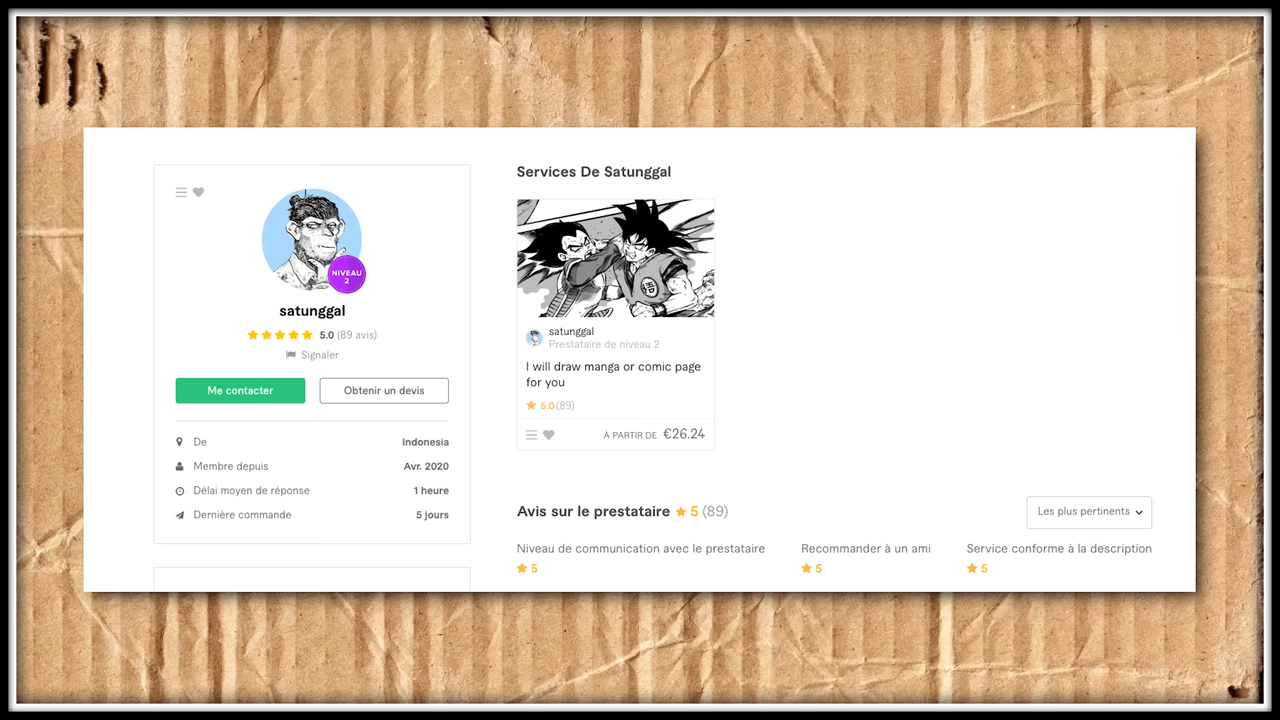 NIVEAU
2
satunggal
5.0 (89 avis)
Signaler
Me contacter
Obtenir un devis
De
Indonesia
Membre depuis
Avr. 2020
Délai moyen de réponse
1 heure
Dernière commande
5 jours
Services De Satunggal
satunggal
Prestataire de niveau 2
I will draw manga or comic page
for you
5.0 (89)
À PARTIR DE €26.24
Avis sur le prestataire 5 (89)
Les plus pertinents
Niveau de communication avec le prestataire
5
Recommander à un ami
5
Service conforme à la description
5